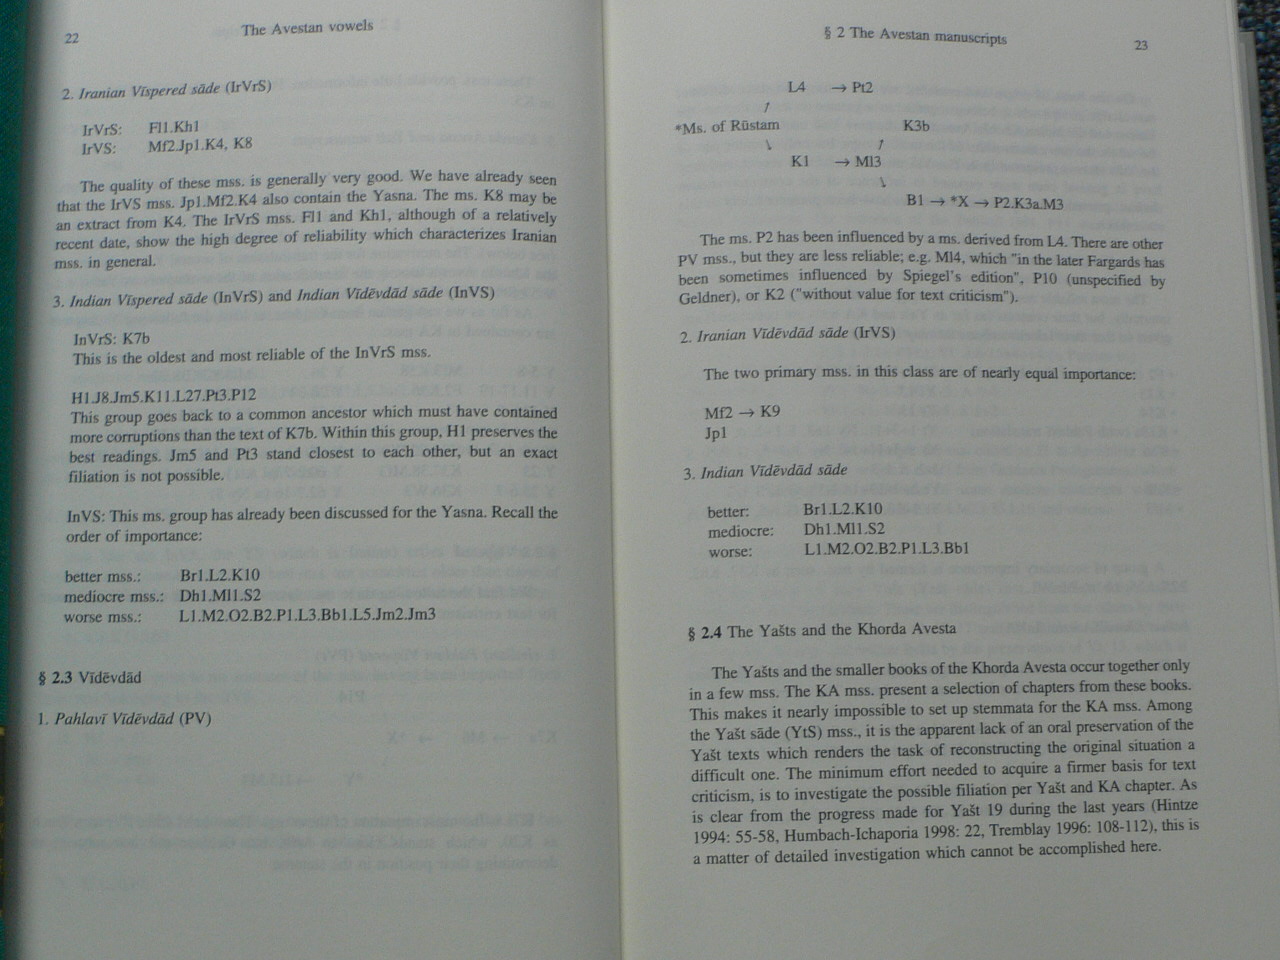 22
The Avestan vowels
2. Iranian Vīspered sāde (IrVrS)
IrVrS: Fl1.Kh1
IrVS: Mf2.Jp1.K4, K8
The quality of these mss. is generally very good. We have already seen
that the IrVS mss. Jp1.Mf2.K4 also contain the Yasna. The ms. K8 may be
an extract from K4. The IrVrS mss. Fl1 and Kh1, although of a relatively
recent date, show the high degree of reliability which characterizes Iranian
mss. in general.
3. Indian Vīspered sāde (InVrS) and Indian Vīdēvdād sāde (InVS)
InVrS: K7b
This is the oldest and most reliable of the InVrS mss.
H1.J8.Jm5.K11.L27.Pt3.P12
This group goes back to a common ancestor which must have contained
more corruptions than the text of K7b. Within this group, H1 preserves the
best readings. Jm5 and Pt3 stand closest to each other, but an exact
filiation is not possible.
InVS: This ms. group has already been discussed for the Yasna. Recall the
order of importance:
better mss.: Br1.L2.K10
mediocre mss.: Dh1.Ml1.S2
worse mss.: L1.M2.O2.B2.P1.L3.Bb1.L5.Jm2.Jm3
§ 2.3 Vīdēvdād
1. Pahlavī Vīdēvdād (PV)
§ 2 The Avestan manuscripts
23
L4 → Pt2
↗
*Ms. of Rūstam K3b
↘ ↗
K1 → Ml3
↘
B1 → *X → P2.K3a.M3
The ms. P2 has been influenced by a ms. derived from L4. There are other
PV mss., but they are less reliable; e.g. Ml4, which "in the later Fargards has
been sometimes influenced by Spiegel's edition", P10 (unspecified by
Geldner), or K2 ("without value for text criticism").
2. Iranian Vīdēvdād sāde (IrVS)
The two primary mss. in this class are of nearly equal importance:
Mf2 → K9
Jp1
3. Indian Vīdēvdād sāde
better: Br1.L2.K10
mediocre: Dh1.Ml1.S2
worse: L1.M2.O2.B2.P1.L3.Bb1
§ 2.4 The Yašts and the Khorda Avesta
The Yašts and the smaller books of the Khorda Avesta occur together only
in a few mss. The KA mss. present a selection of chapters from these books.
This makes it nearly impossible to set up stemmata for the KA mss. Among
the Yašt sāde (YtS) mss., it is the apparent lack of an oral preservation of the
Yašt texts which renders the task of reconstructing the original situation a
difficult one. The minimum effort needed to acquire a firmer basis for text
criticism, is to investigate the possible filiation per Yašt and KA chapter. As
is clear from the progress made for Yašt 19 during the last years (Hintze
1994: 55-58, Humbach-Ichaporia 1998: 22, Tremblay 1996: 108-112), this is
a matter of detailed investigation which cannot be accomplished here.